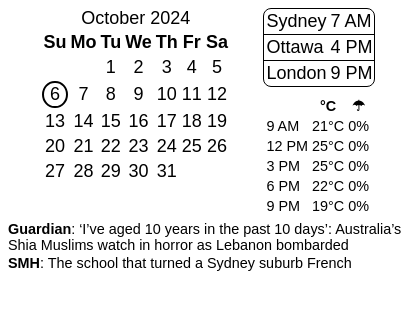 October 2024
Su Mo Tu We Th Fr Sa
1 2 3 4 5
6 7 8 9 10 11 12
13 14 15 16 17 18 19
20 21 22 23 24 25 26
27 28 29 30 31
Sydney 7 AM
Ottawa 4 PM
London 9 PM
°C ☂
9 AM 21°C 0%
12 PM 25°C 0%
3 PM 25°C 0%
6 PM 22°C 0%
9 PM 19°C 0%
Guardian: ‘I’ve aged 10 years in the past 10 days’: Australia’s
Shia Muslims watch in horror as Lebanon bombarded
SMH: The school that turned a Sydney suburb French